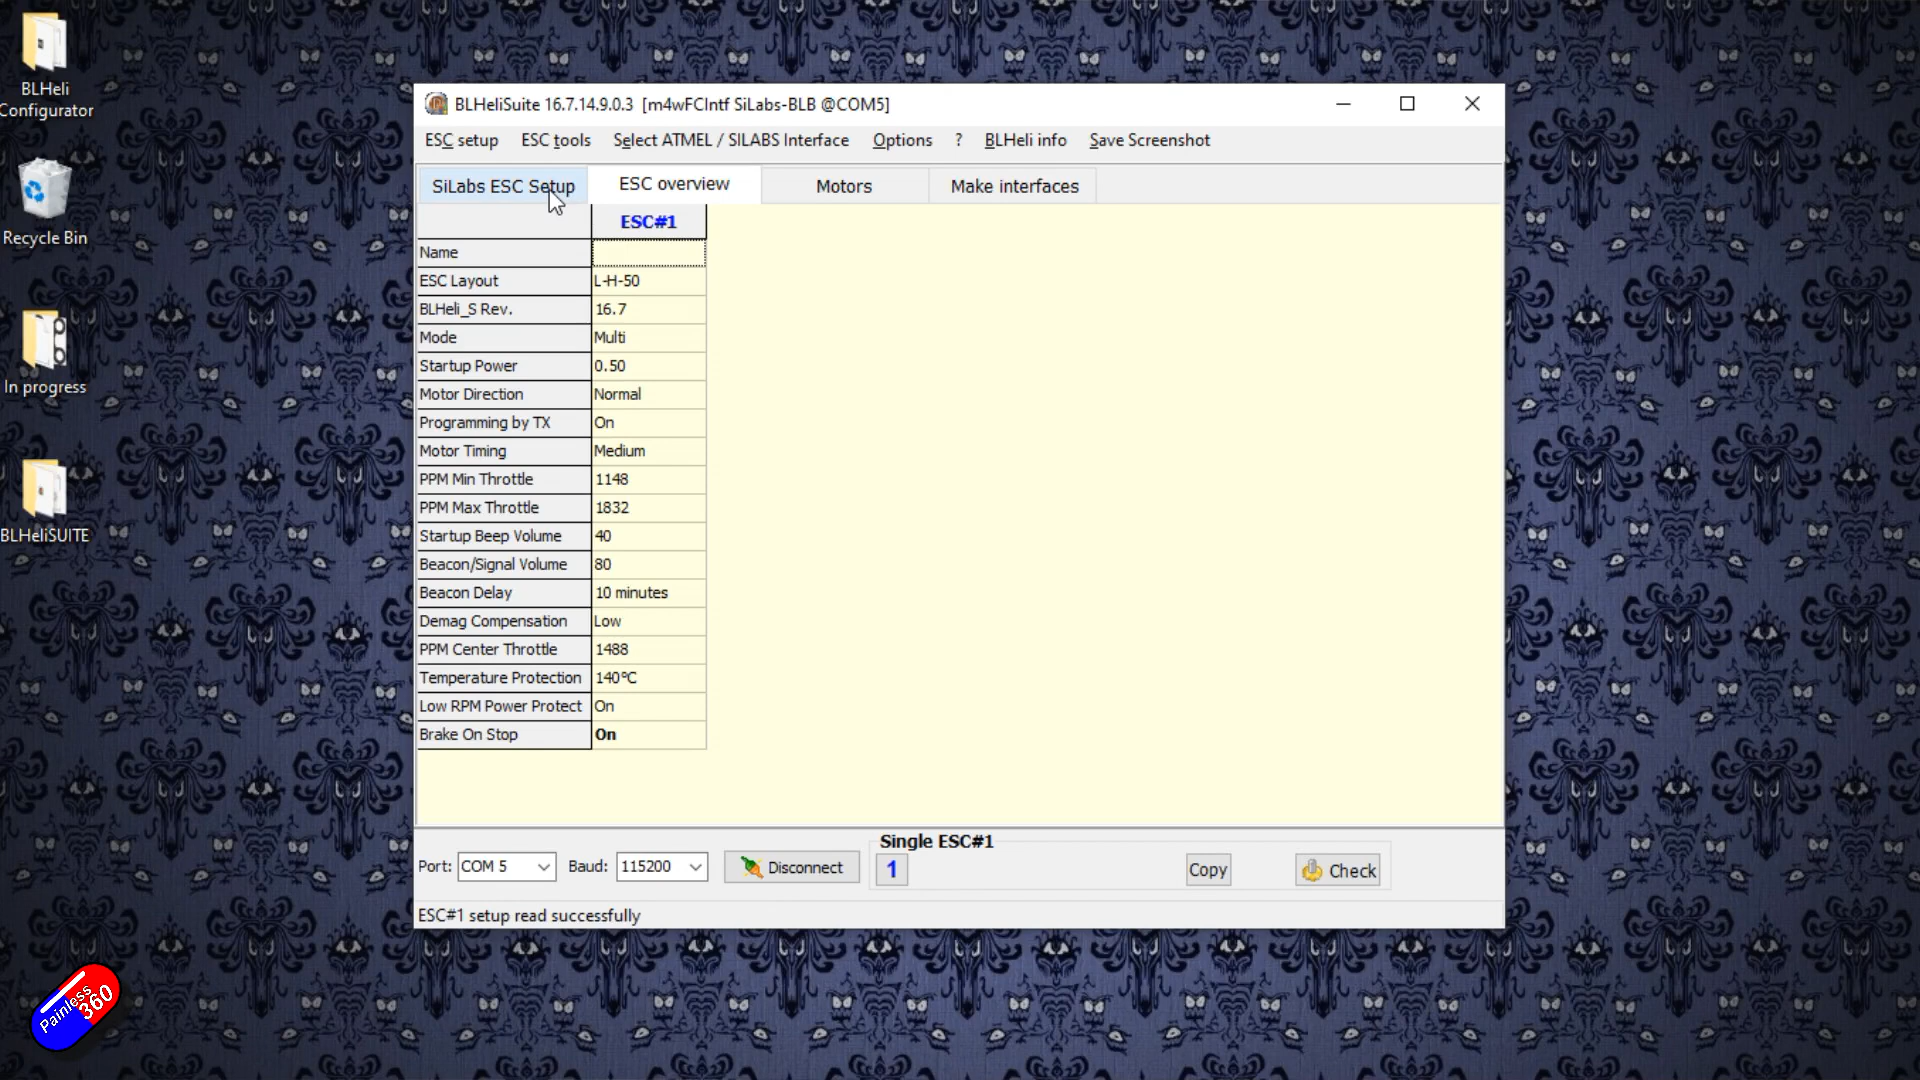 BLHeli
Configurator
Recycle Bin
In progress
BLHeliSUITE
BLHeliSuite 16.7.14.9.0.3 [m4wFCIntf SiLabs-BLB @COM5]
ESC setup ESC tools Select ATMEL / SILABS Interface Options ? BLHeli info Save Screenshot
SiLabs ESC Setup ESC overview Motors Make interfaces
ESC#1
Name
ESC Layout L-H-50
BLHeli_S Rev. 16.7
Mode Multi
Startup Power 0.50
Motor Direction Normal
Programming by TX On
Motor Timing Medium
PPM Min Throttle 1148
PPM Max Throttle 1832
Startup Beep Volume 40
Beacon/Signal Volume 80
Beacon Delay 10 minutes
Demag Compensation Low
PPM Center Throttle 1488
Temperature Protection 140°C
Low RPM Power Protect On
Brake On Stop On
Single ESC#1
Port: COM 5 Baud: 115200 Disconnect 1 Copy Check
ESC#1 setup read successfully
Painless
360